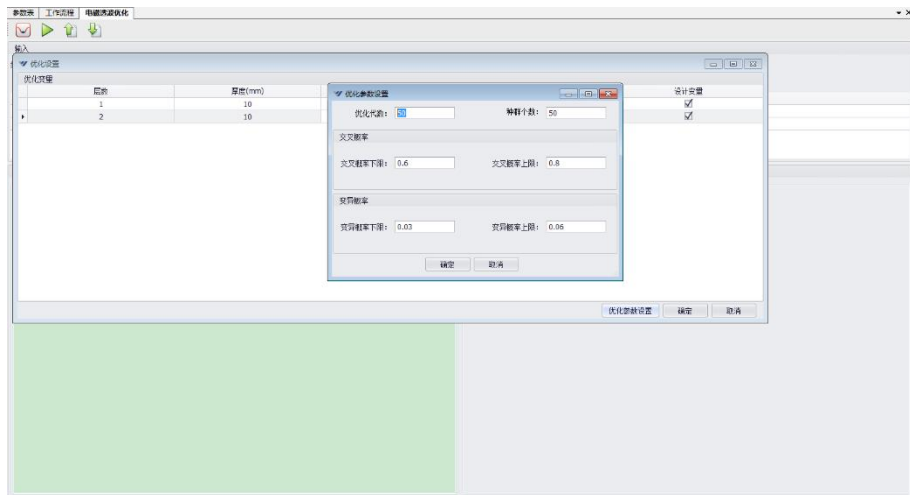 参数表 工作流程 电磁透波优化
输入
优化设置
优化变量
层数 厚度(mm) 设计变量
1 10
2 10
优化参数设置
优化代数: 50 种群个数: 50
交叉概率
交叉概率下限: 0.6 交叉概率上限: 0.8
变异概率
变异概率下限: 0.03 变异概率上限: 0.06
确定 取消
优化参数设置 确定 取消